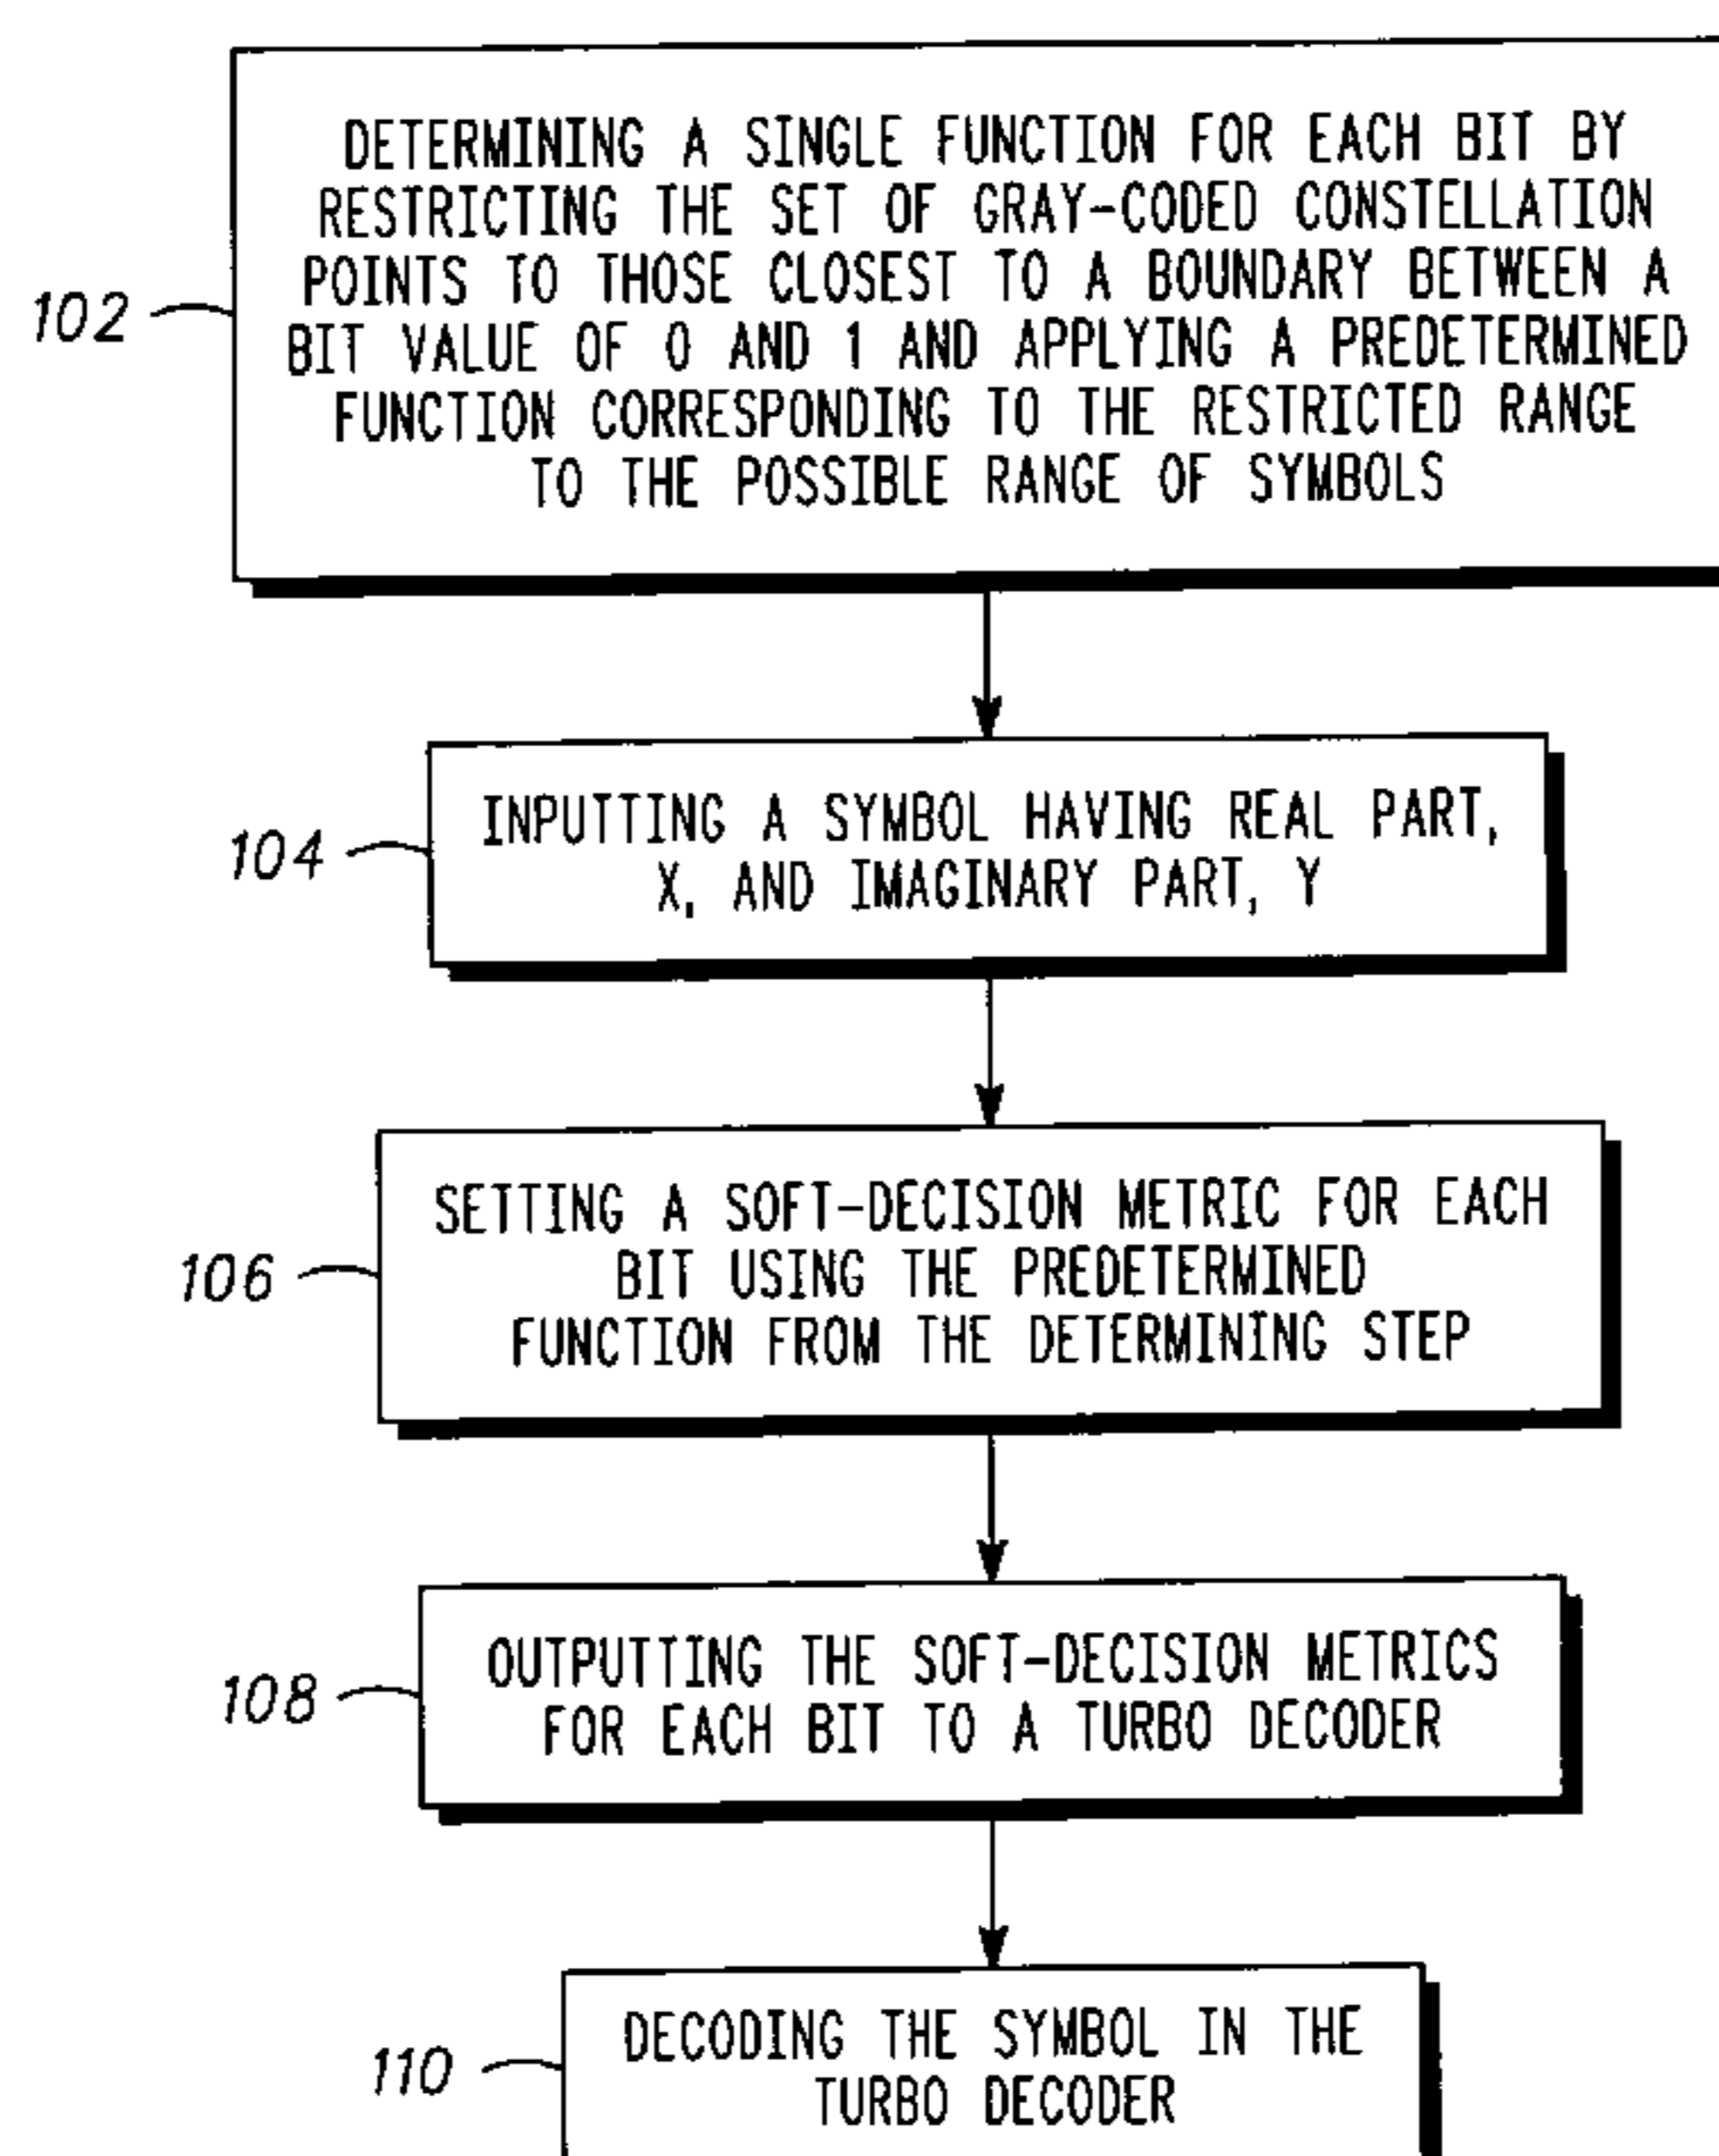 DETERMINING A SINGLE FUNCTION FOR EACH BIT BY
RESTRICTING THE SET OF GRAY-CODED CONSTELLATION
POINTS TO THOSE CLOSEST TO A BOUNDARY BETWEEN A
BIT VALUE OF 0 AND 1 AND APPLYING A PREDETERMINED
FUNCTION CORRESPONDING TO THE RESTRICTED RANGE
TO THE POSSIBLE RANGE OF SYMBOLS
102
INPUTTING A SYMBOL HAVING REAL PART,
X, AND IMAGINARY PART, Y
104
SETTING A SOFT-DECISION METRIC FOR EACH
BIT USING THE PREDETERMINED
FUNCTION FROM THE DETERMINING STEP
106
OUTPUTTING THE SOFT-DECISION METRICS
FOR EACH BIT TO A TURBO DECODER
108
DECODING THE SYMBOL IN THE
TURBO DECODER
110